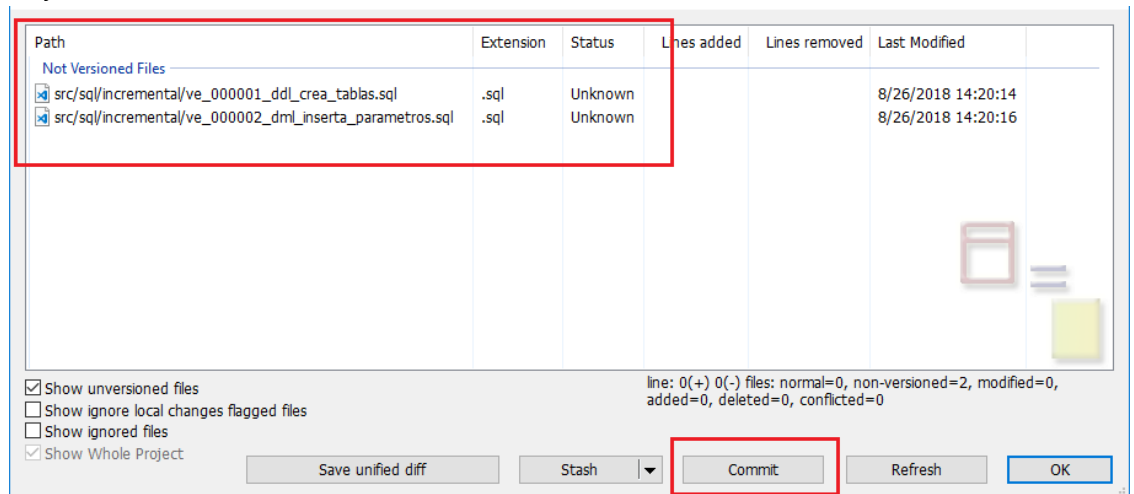 Path Extension Status Lines added Lines removed Last Modified
Not Versioned Files
src/sql/incremental/ve_000001_ddl_crea_tablas.sql .sql Unknown 8/26/2018 14:20:14
src/sql/incremental/ve_000002_dml_inserta_parametros.sql .sql Unknown 8/26/2018 14:20:16
Show unversioned files
Show ignore local changes flagged files
Show ignored files
Show Whole Project
line: 0(+) 0(-) files: normal=0, non-versioned=2, modified=0,
added=0, deleted=0, conflicted=0
Save unified diff Stash Commit Refresh OK